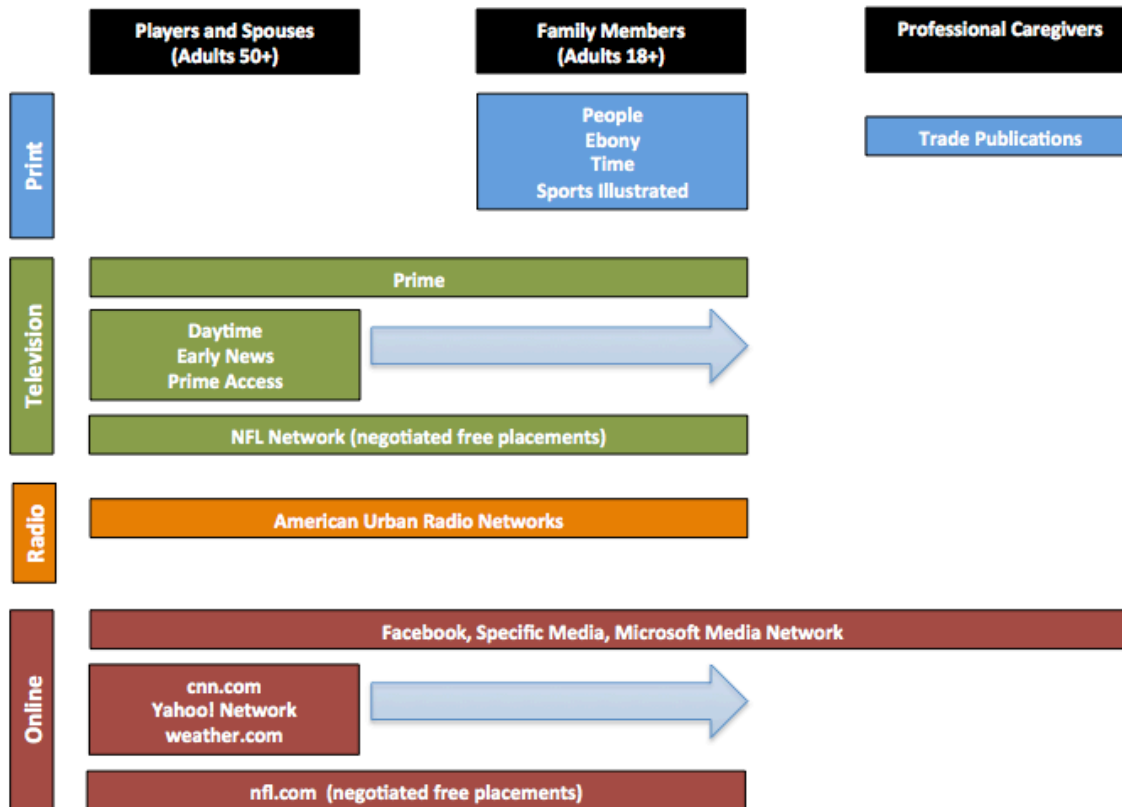 Players and Spouses
(Adults 50+)
Family Members
(Adults 18+)
Professional Caregivers
Print
People
Ebony
Time
Sports Illustrated
Trade Publications
Television
Prime
Daytime
Early News
Prime Access
NFL Network (negotiated free placements)
Radio
American Urban Radio Networks
Online
Facebook, Specific Media, Microsoft Media Network
cnn.com
Yahoo! Network
weather.com
nfl.com (negotiated free placements)